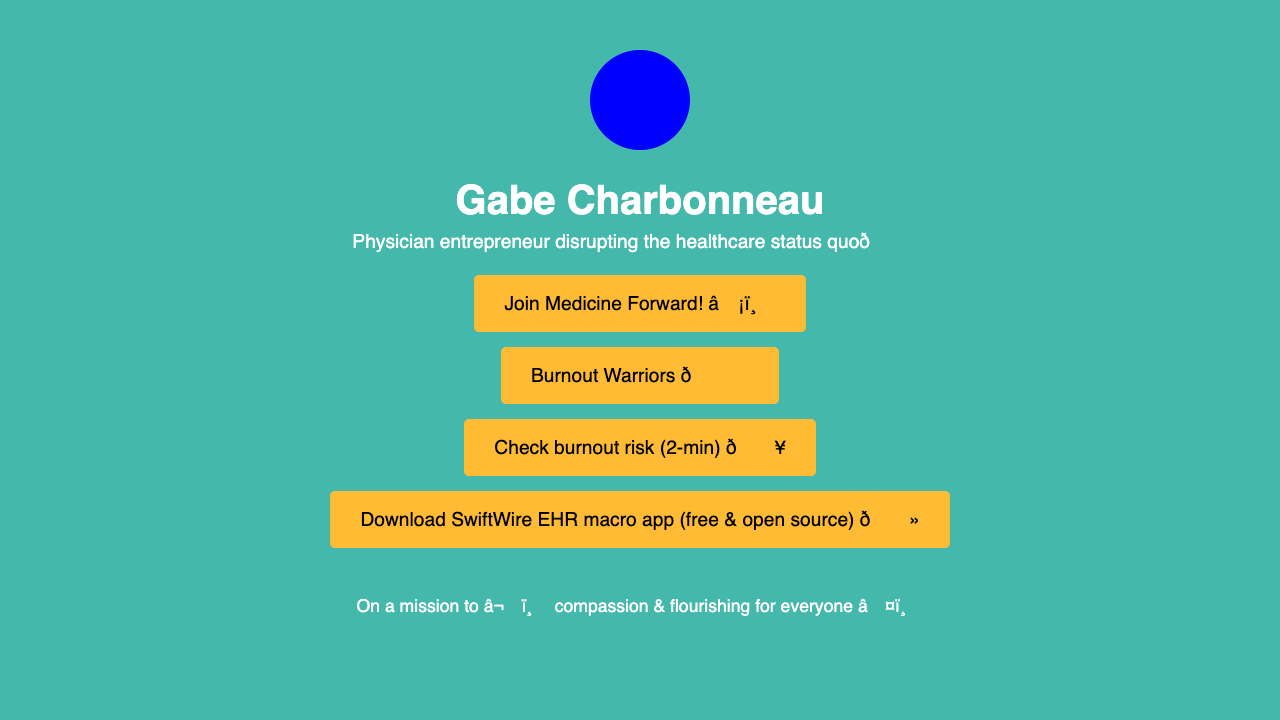 Gabe Charbonneau
Physician entrepreneur disrupting the healthcare status quoð
Join Medicine Forward! â ¡ï¸
Burnout Warriors ð
Check burnout risk (2-min) ð ¥
Download SwiftWire EHR macro app (free & open source) ð »
On a mission to â¬ ï¸ compassion & flourishing for everyone â ¤ï¸